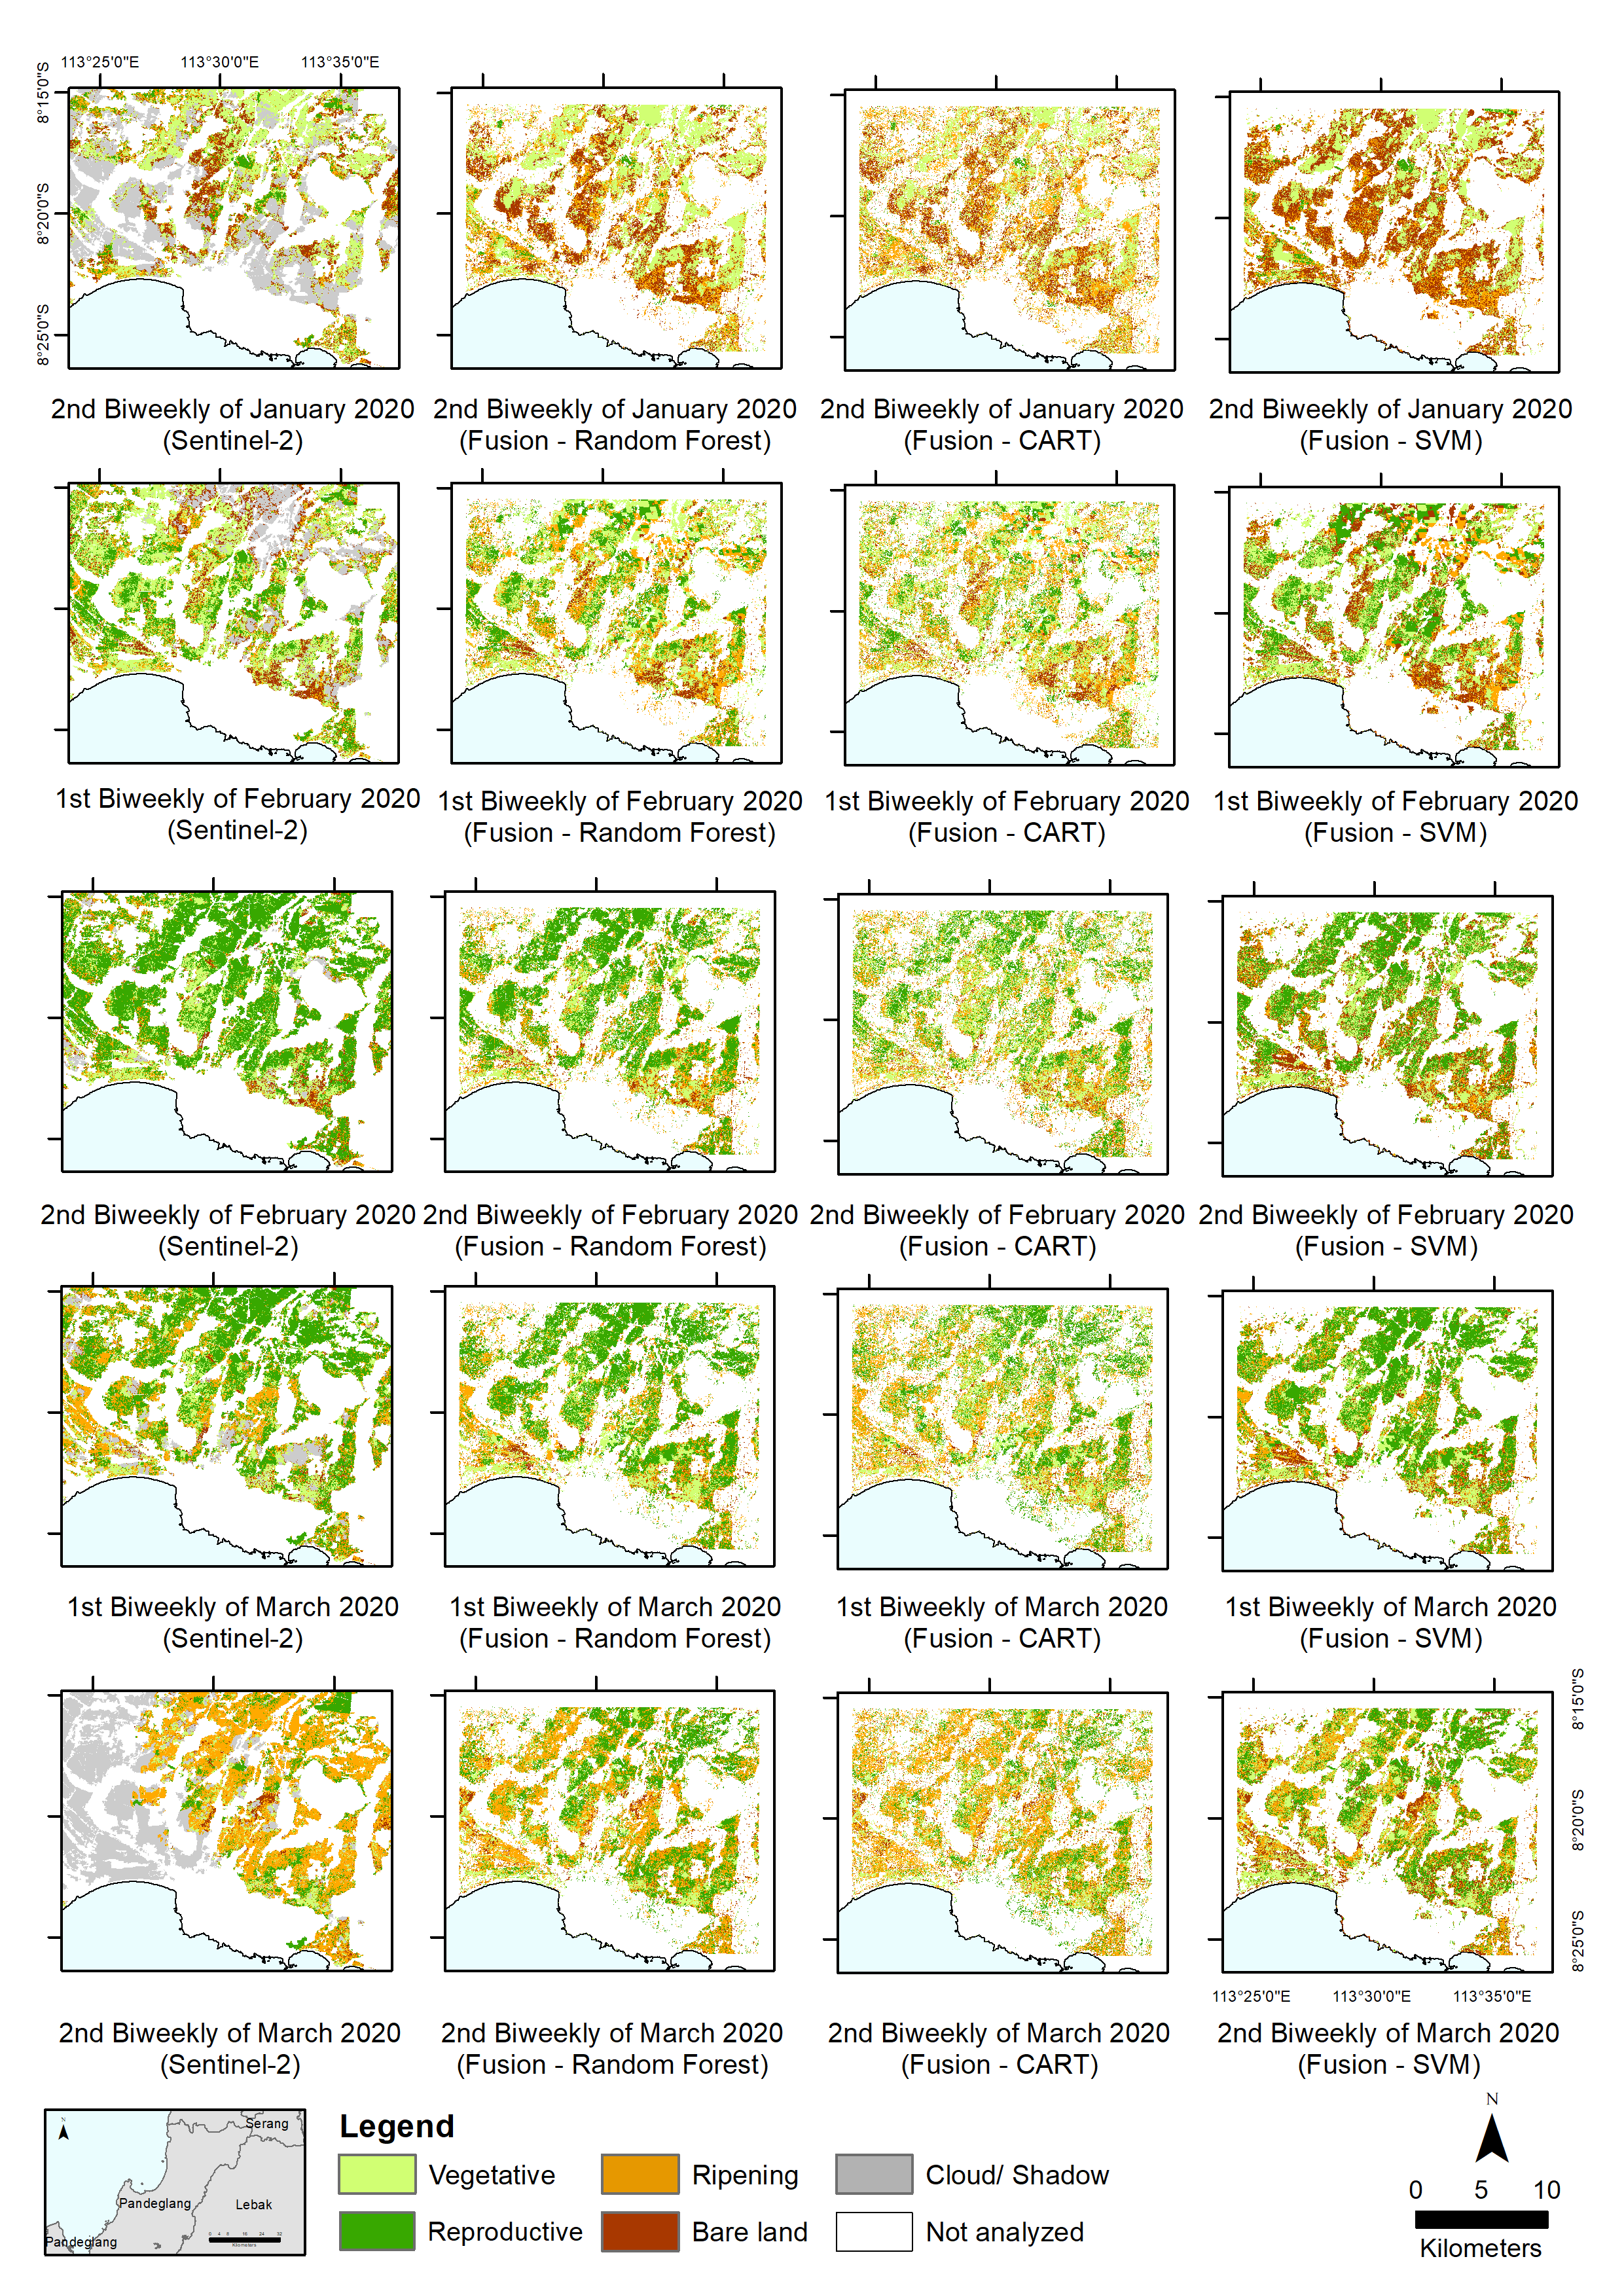 113°25'0"E 113°30'0"E 113°35'0"E
8°15'0"S
8°20'0"S
8°25'0"S
2nd Biweekly of January 2020
(Sentinel-2)
2nd Biweekly of January 2020
(Fusion - Random Forest)
2nd Biweekly of January 2020
(Fusion - CART)
2nd Biweekly of January 2020
(Fusion - SVM)
1st Biweekly of February 2020
(Sentinel-2)
1st Biweekly of February 2020
(Fusion - Random Forest)
1st Biweekly of February 2020
(Fusion - CART)
1st Biweekly of February 2020
(Fusion - SVM)
2nd Biweekly of February 2020
(Sentinel-2)
2nd Biweekly of February 2020
(Fusion - Random Forest)
2nd Biweekly of February 2020
(Fusion - CART)
2nd Biweekly of February 2020
(Fusion - SVM)
1st Biweekly of March 2020
(Sentinel-2)
1st Biweekly of March 2020
(Fusion - Random Forest)
1st Biweekly of March 2020
(Fusion - CART)
1st Biweekly of March 2020
(Fusion - SVM)
8°15'0"S
8°20'0"S
8°25'0"S
113°25'0"E 113°30'0"E 113°35'0"E
2nd Biweekly of March 2020
(Sentinel-2)
2nd Biweekly of March 2020
(Fusion - Random Forest)
2nd Biweekly of March 2020
(Fusion - CART)
2nd Biweekly of March 2020
(Fusion - SVM)
N
Serang
Pandeglang
Lebak
Pandeglang
Kilometers
Legend
Vegetative
Ripening
Cloud/ Shadow
Reproductive
Bare land
Not analyzed
N
0 5 10
Kilometers